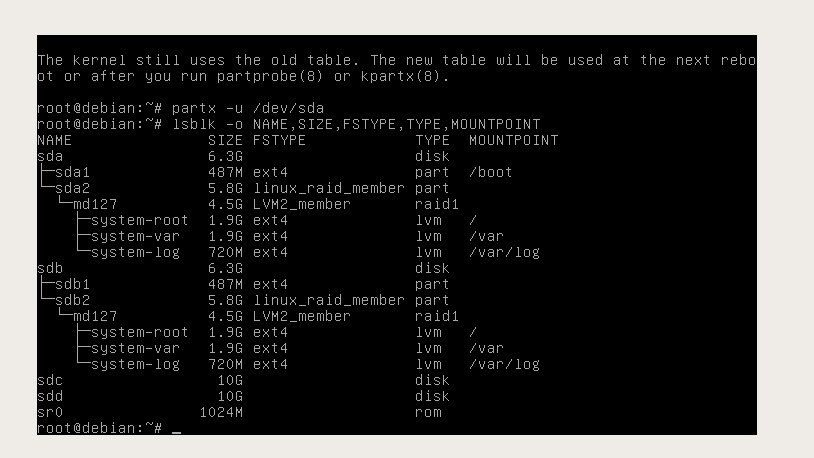 The kernel still uses the old table. The new table will be used at the next rebo
ot or after you run partprobe(8) or kpartx(8).
root@debian:~# partx -u /dev/sda
root@debian:~# lsblk -o NAME,SIZE,FSTYPE,TYPE,MOUNTPOINT
NAME SIZE FSTYPE TYPE MOUNTPOINT
sda 6.3G disk
├─sda1 487M ext4 part /boot
└─sda2 5.8G linux_raid_member part
└─md127 4.5G LVM2_member raid1
├─system-root 1.9G ext4 lvm /
├─system-var 1.9G ext4 lvm /var
└─system-log 720M ext4 lvm /var/log
sdb 6.3G disk
├─sdb1 487M ext4 part
└─sdb2 5.8G linux_raid_member part
└─md127 4.5G LVM2_member raid1
├─system-root 1.9G ext4 lvm /
├─system-var 1.9G ext4 lvm /var
└─system-log 720M ext4 lvm /var/log
sdc 10G disk
sdd 10G disk
sr0 1024M rom
root@debian:~# _